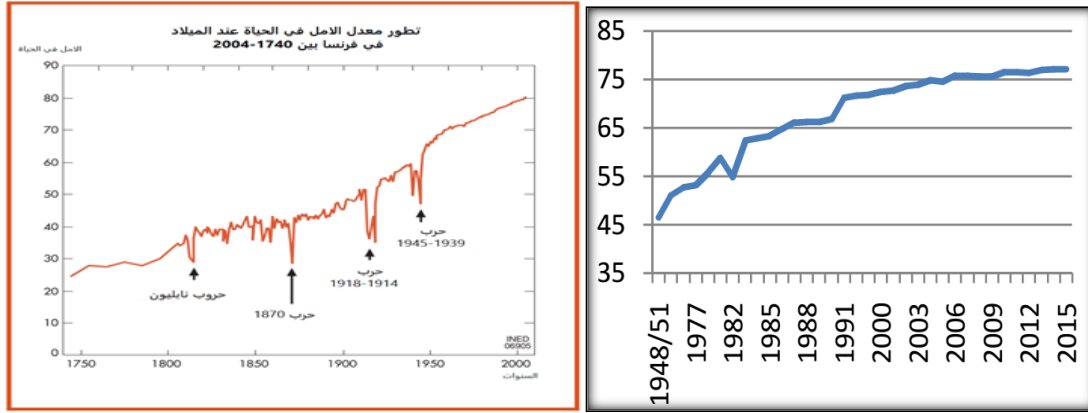 تطور معدل الامل في الحياة عند الميلاد
في فرنسا بين 1740-2004
الامل في الحياة
90
80
70
60
50
40
30
20
10
0
حروب نابليون
حرب 1870
حرب
1918-1914
حرب
1945-1939
INED
06905
1750 1800 1850 1900 1950 2000
السنوات
85
75
65
55
45
35
1948/51 1977 1982 1985 1988 1991 2000 2003 2006 2009 2012 2015